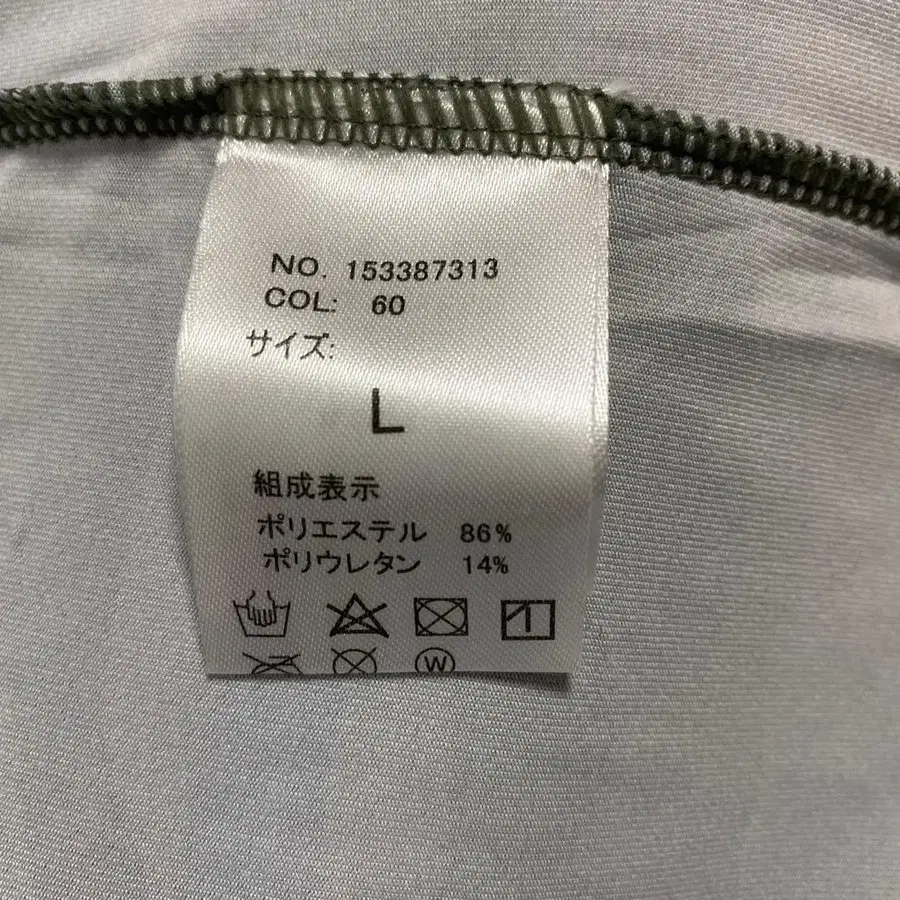 NO. 153387313
COL: 60
サイズ:
L
組成表示
ポリエステル 86%
ポリウレタン 14%
W